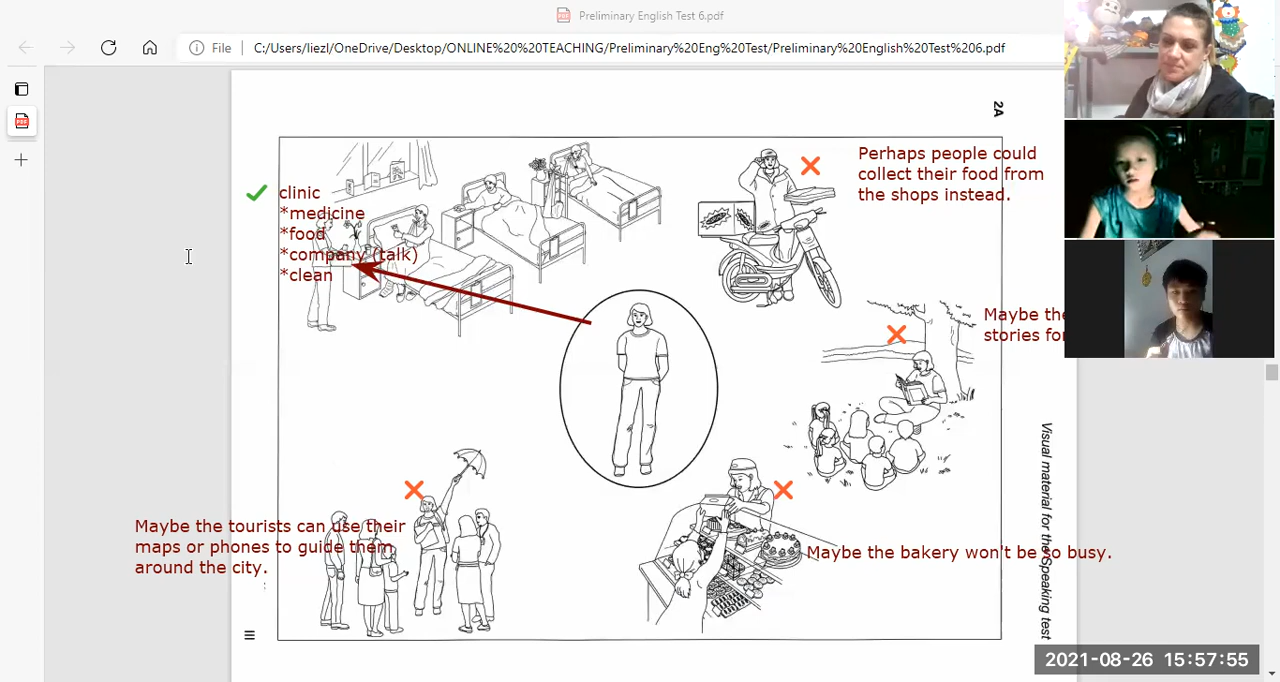 Preliminary English Test 6.pdf
File
C:/Users/liezl/OneDrive/Desktop/ONLINE%20%20TEACHING/Preliminary%20Eng%20Test/Preliminary%20English%20Test%206.pdf
2A
Perhaps people could
collect their food from
the shops instead.
clinic
*medicine
*food
*company (talk)
*clean
Maybe the
stories for
Maybe the tourists can use their
maps or phones to guide them
around the city.
Maybe the bakery won't be so busy.
Visual material for the Speaking test
2021-08-26 15:57:55